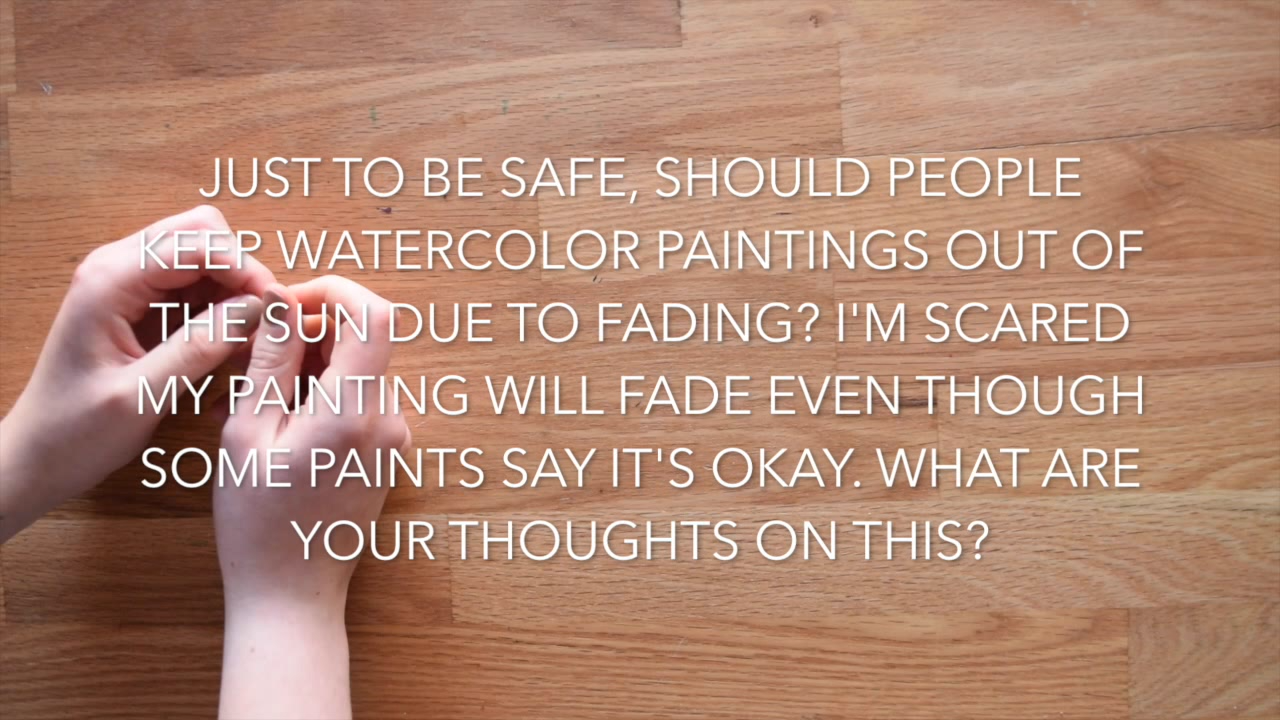 JUST TO BE SAFE, SHOULD PEOPLE
KEEP WATERCOLOR PAINTINGS OUT OF
THE SUN DUE TO FADING? I'M SCARED
MY PAINTING WILL FADE EVEN THOUGH
SOME PAINTS SAY IT'S OKAY. WHAT ARE
YOUR THOUGHTS ON THIS?